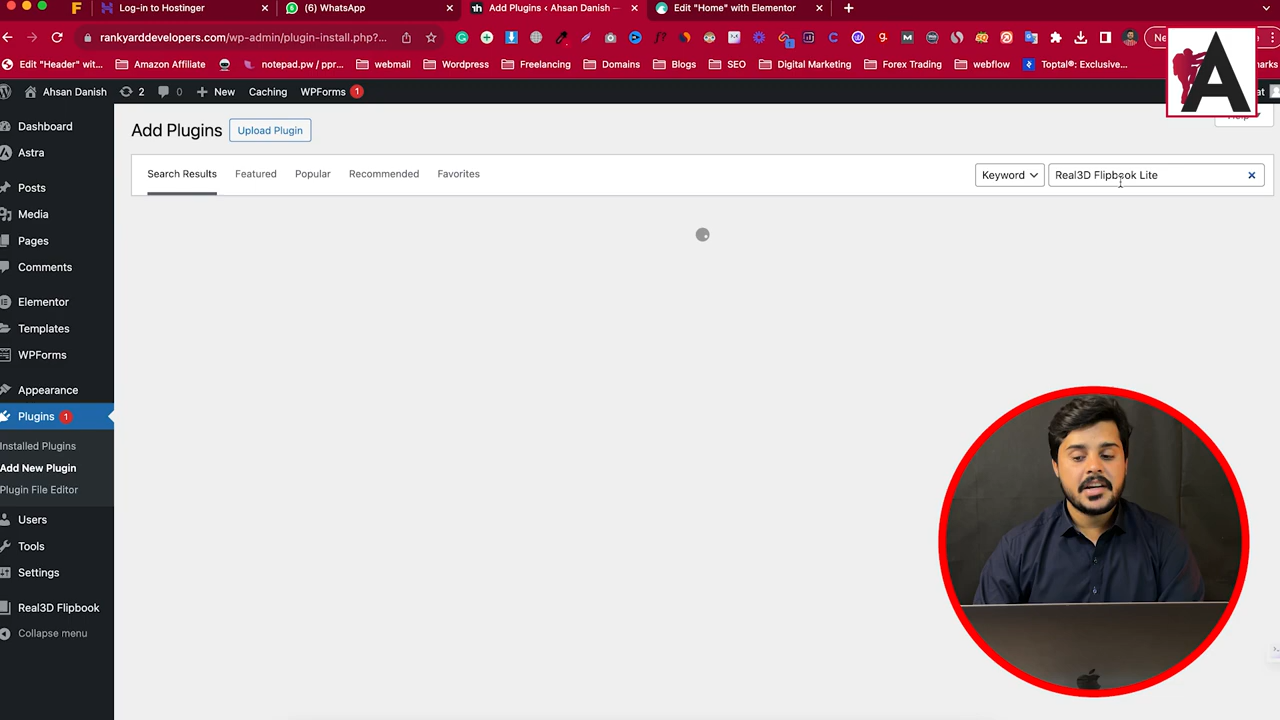 Log-in to Hostinger
(6) WhatsApp
Add Plugins ‹ Ahsan Danish —
Edit "Home" with Elementor
rankyarddevelopers.com/wp-admin/plugin-install.php?...
Edit "Header" wit...
Amazon Affiliate
notepad.pw / ppr...
webmail
Wordpress
Freelancing
Domains
Blogs
SEO
Digital Marketing
Forex Trading
webflow
Toptal®: Exclusive...
Ahsan Danish
2
0
New
Caching
WPForms 1
Dashboard
Astra
Posts
Media
Pages
Comments
Elementor
Templates
WPForms
Appearance
Plugins 1
Installed Plugins
Add New Plugin
Plugin File Editor
Users
Tools
Settings
Real3D Flipbook
Collapse menu
Add Plugins
Upload Plugin
Search Results
Featured
Popular
Recommended
Favorites
Keyword
Real3D Flipbook Lite
A